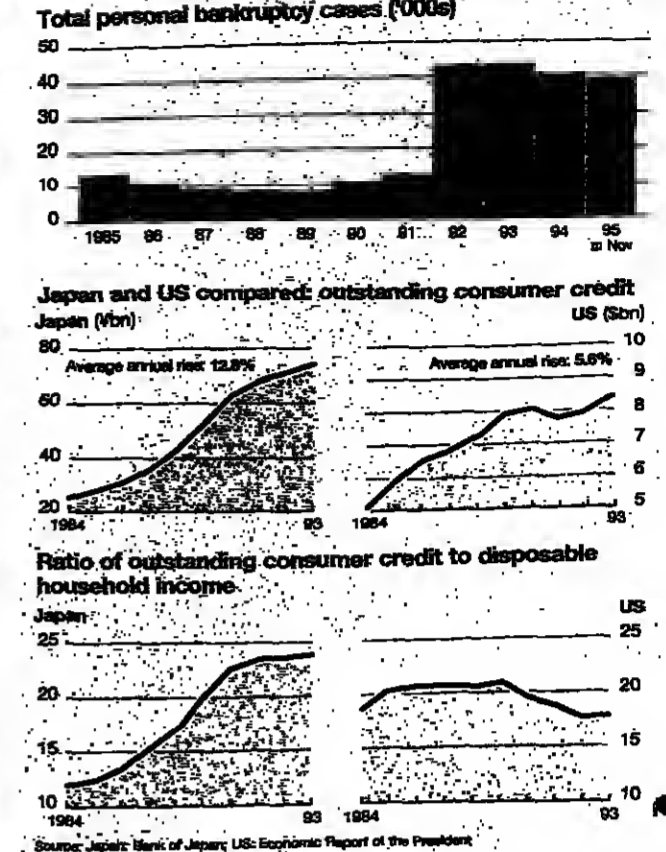 Total personal bankruptcy cases ('000s)
50
40
30
20
10
0
1985 86 87 88 89 90 91 92 93 94 95
Nov
Japan and US compared: outstanding consumer credit
Japan (¥bn)
US ($bn)
80
60
40
20
Average annual rise: 12.8%
1984 93
10
9
8
7
6
5
Average annual rise: 5.6%
1984 93
Ratio of outstanding consumer credit to disposable
household income
Japan
25
20
15
10
1984 93
US
25
20
15
10
1984 93
Source: Japan: Bank of Japan; US: Economic Report of the President